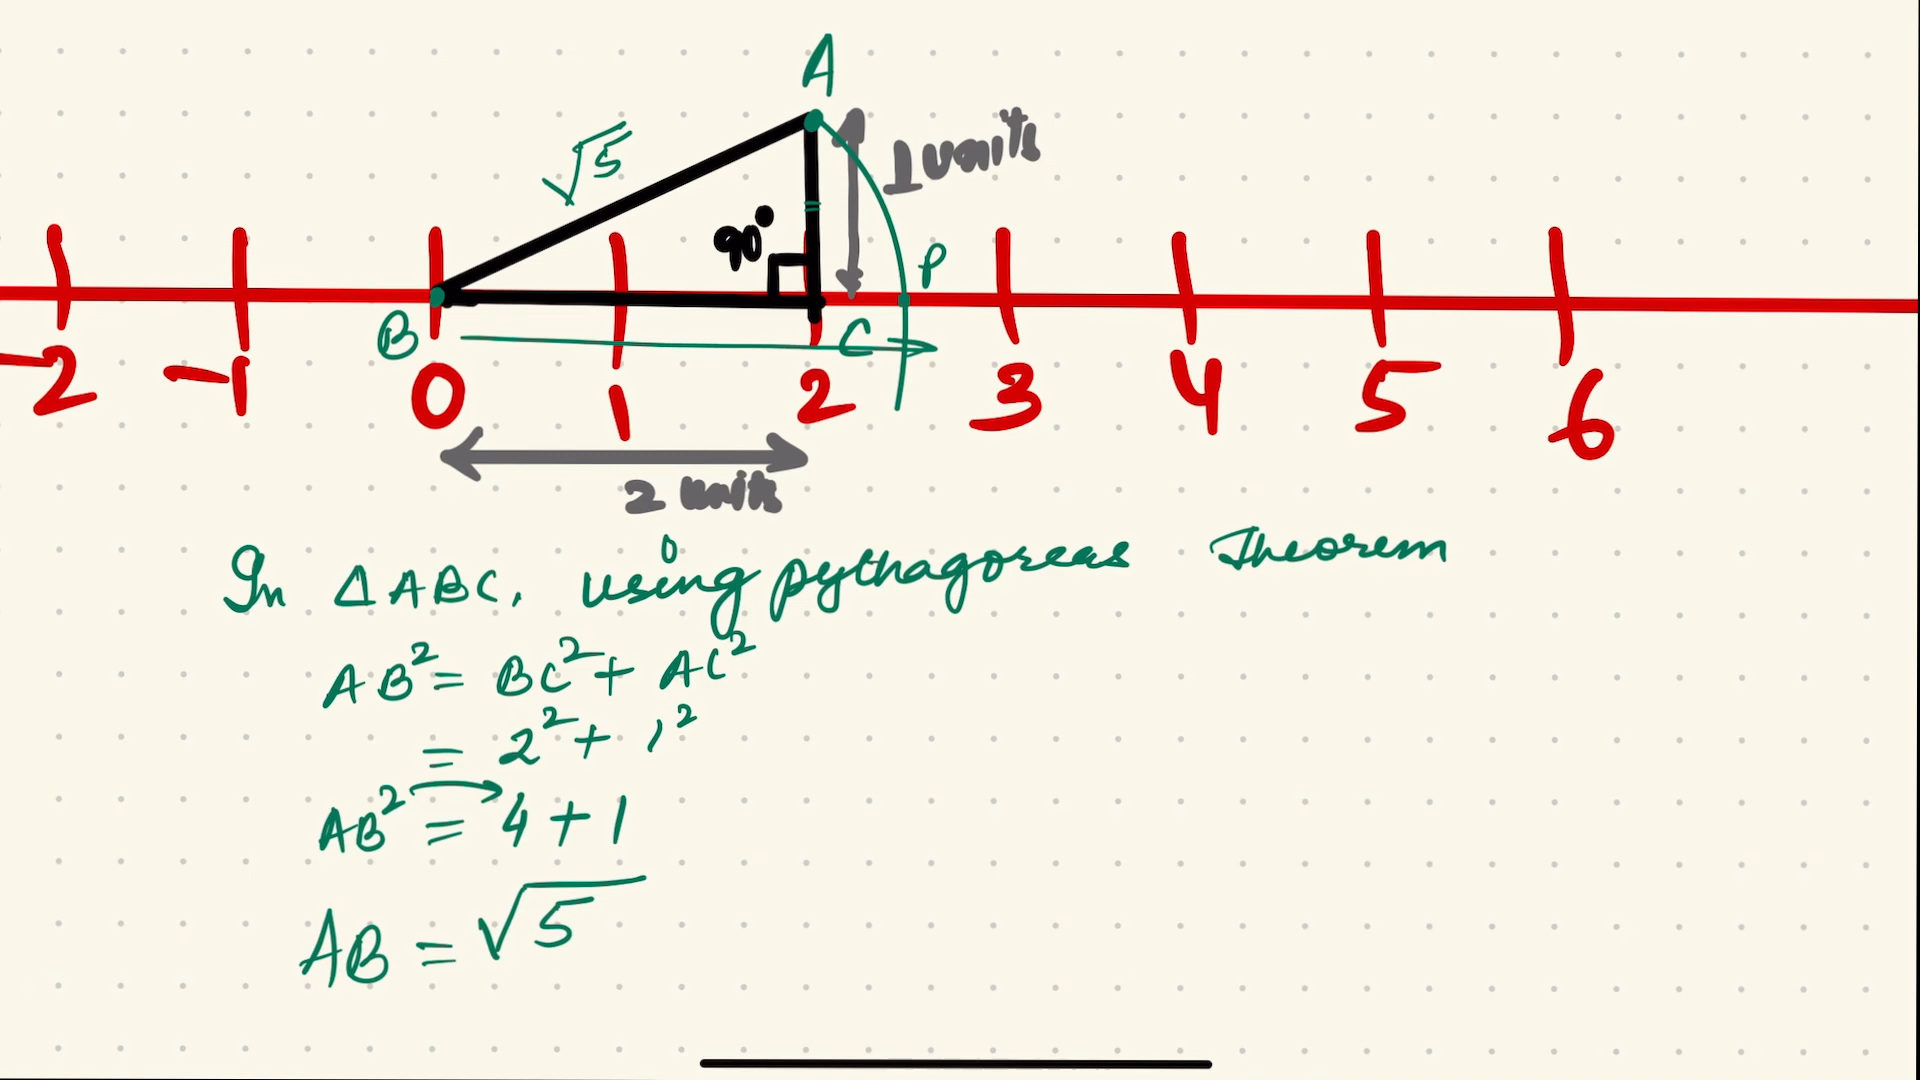 A
√5
1 units
90°
P
B
C
-2 -1 0 1 2 3 4 5 6
2 units
In ΔABC, using pythagoreas Theorem
AB² = BC² + AC²
= 2² + 1²
AB² = 4 + 1
AB = √5